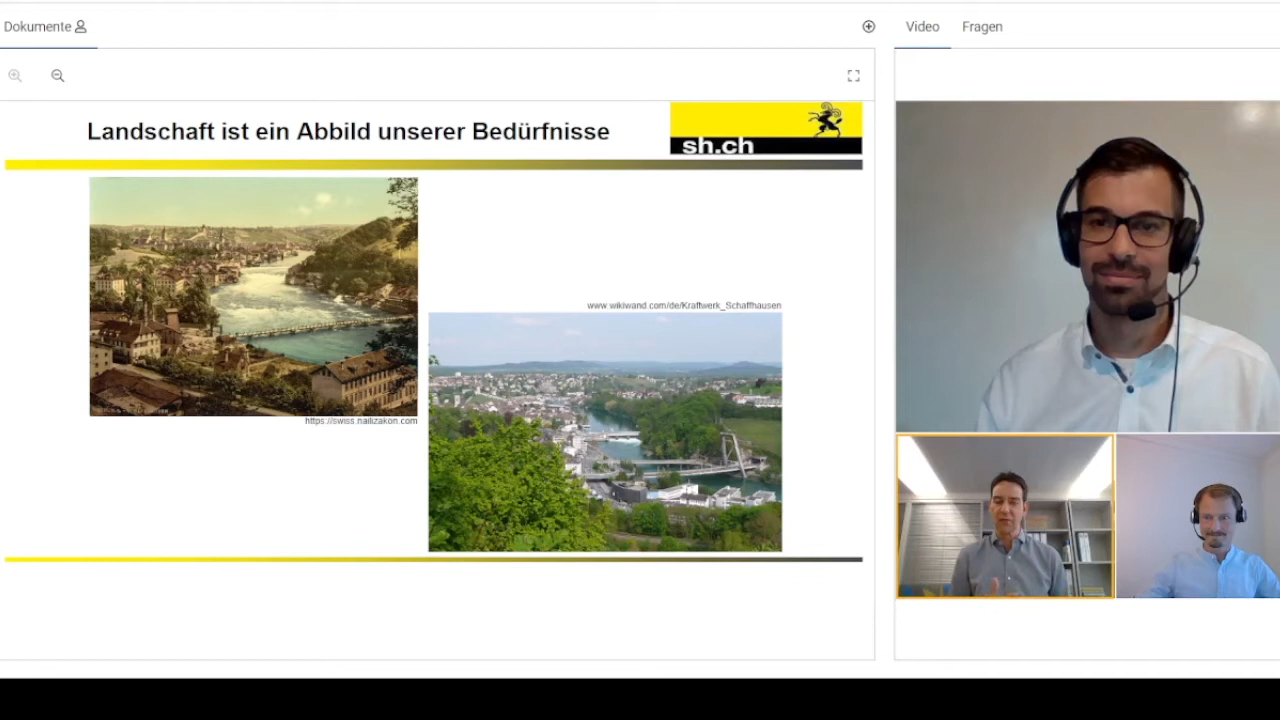 Dokumente
Video
Fragen
Landschaft ist ein Abbild unserer Bedürfnisse
sh.ch
https://swiss.nailizakon.com
www.wikiwand.com/de/Kraftwerk_Schaffhausen